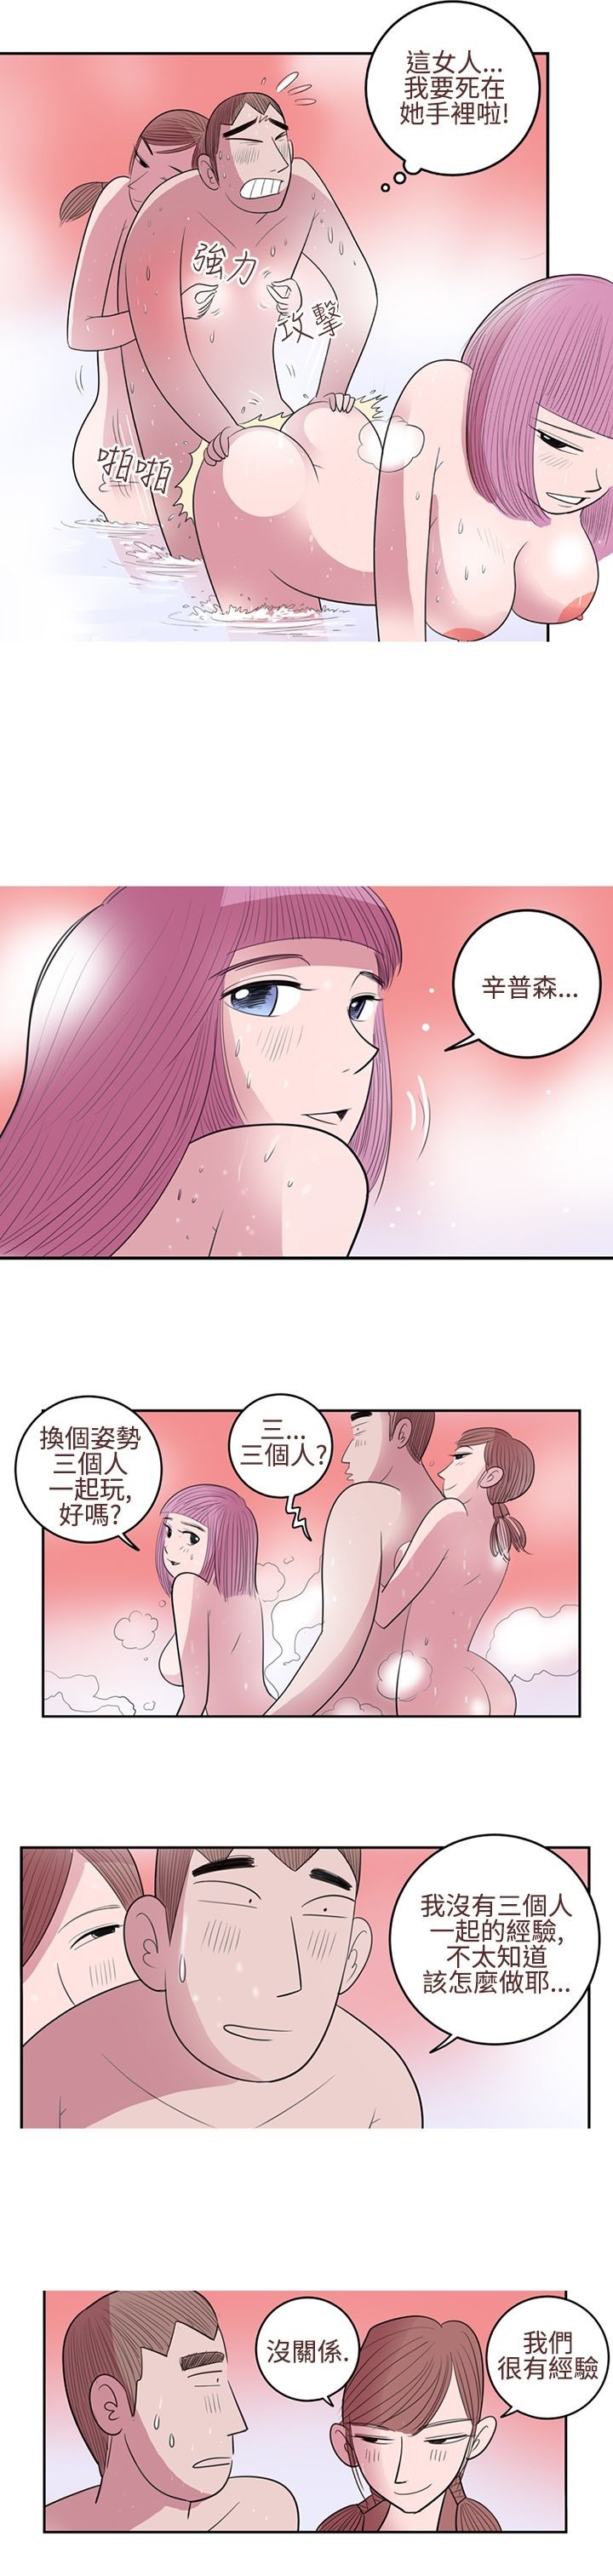 這女人...
我要死在
她手裡啦!
強力
攻擊
啪啪
辛普森...
換個姿勢
三個人
一起玩,
好嗎?
三...
三個人?
我沒有三個人
一起的經驗,
不太知道
該怎麼做耶...
沒關係.
我們
很有經驗